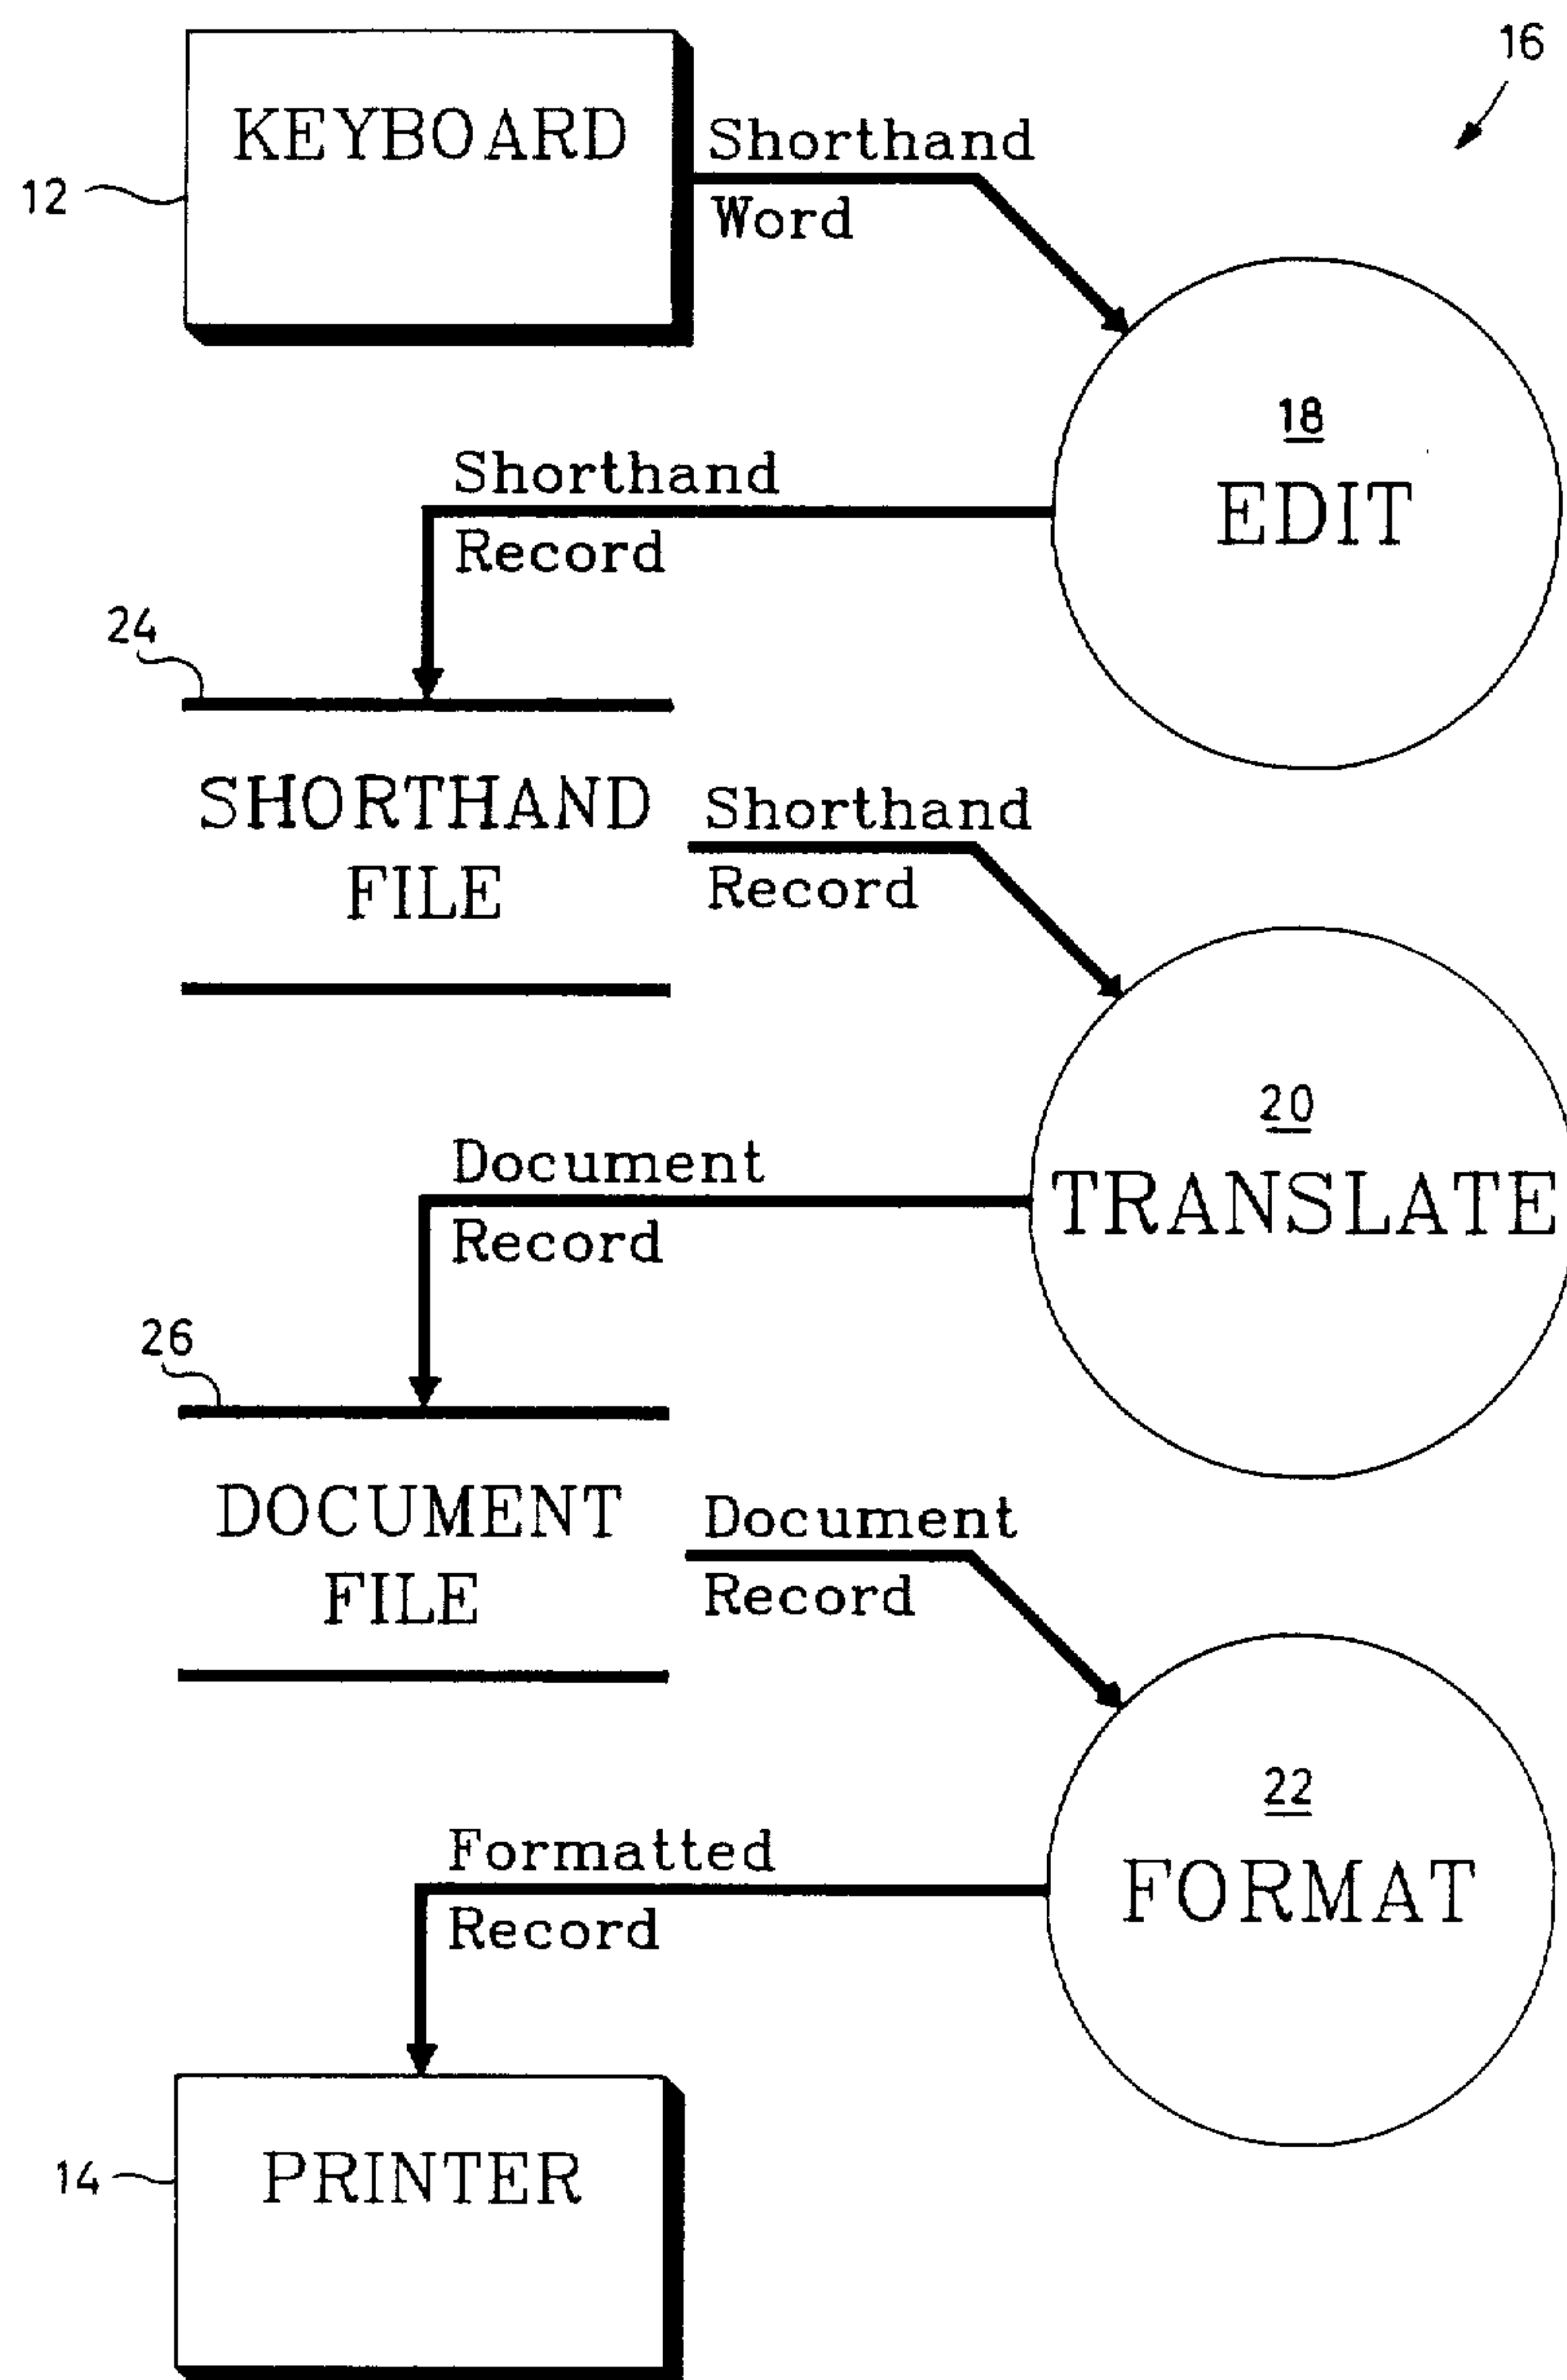 16
KEYBOARD
12
Shorthand
Word
18
EDIT
Shorthand
Record
24
SHORTHAND
FILE
Shorthand
Record
20
TRANSLATE
Document
Record
26
DOCUMENT
FILE
Document
Record
22
FORMAT
Formatted
Record
14
PRINTER